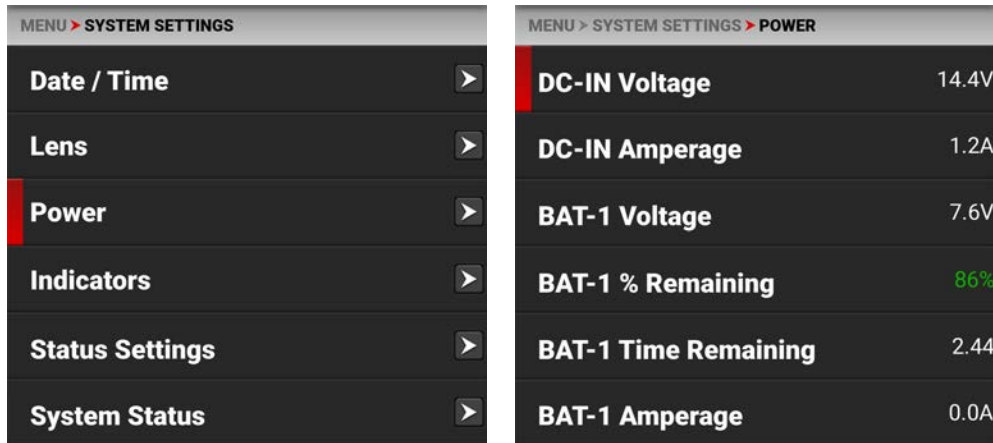 MENU > SYSTEM SETTINGS
Date / Time
Lens
Power
Indicators
Status Settings
System Status
MENU > SYSTEM SETTINGS > POWER
DC-IN Voltage 14.4V
DC-IN Amperage 1.2A
BAT-1 Voltage 7.6V
BAT-1 % Remaining 86%
BAT-1 Time Remaining 2.44
BAT-1 Amperage 0.0A